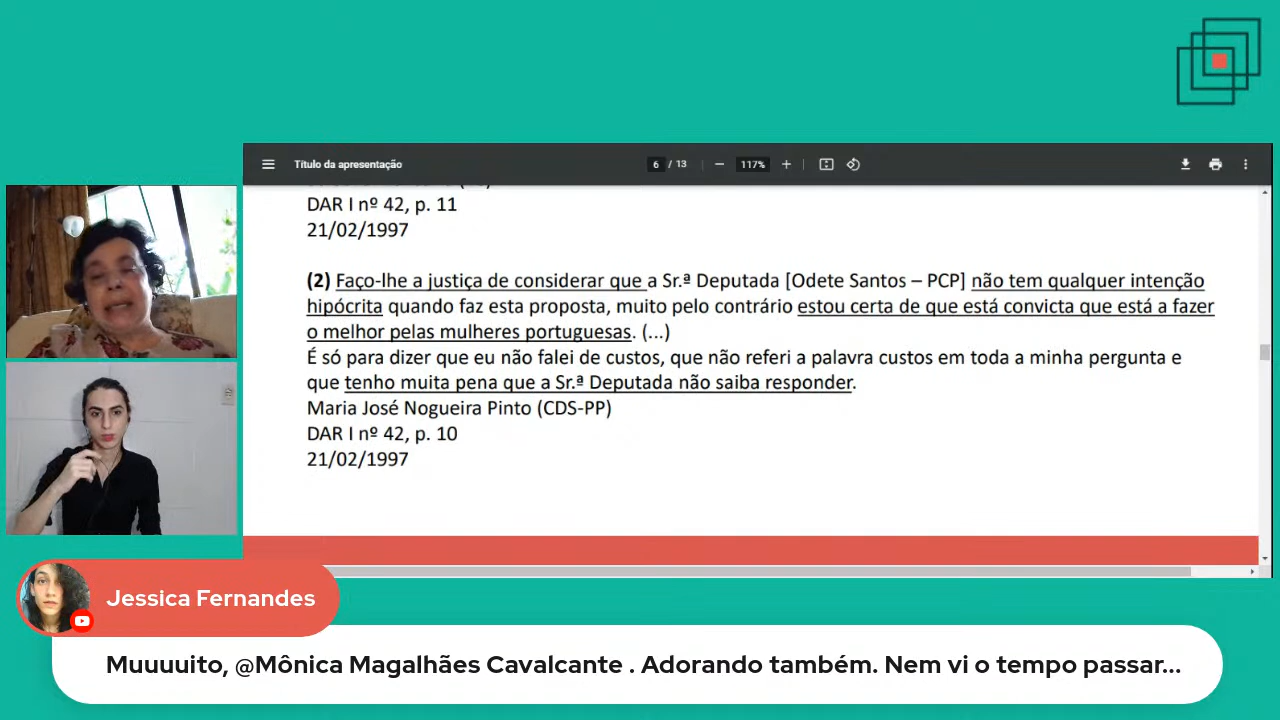 Título da apresentação
6 / 13
117%
DAR I nº 42, p. 11
21/02/1997
(2) Faço-lhe a justiça de considerar que a Sr.ª Deputada [Odete Santos – PCP] não tem qualquer intenção
hipócrita quando faz esta proposta, muito pelo contrário estou certa de que está convicta que está a fazer
o melhor pelas mulheres portuguesas. (...)
É só para dizer que eu não falei de custos, que não referi a palavra custos em toda a minha pergunta e
que tenho muita pena que a Sr.ª Deputada não saiba responder.
Maria José Nogueira Pinto (CDS-PP)
DAR I nº 42, p. 10
21/02/1997
Jessica Fernandes
Muuuuito, @Mônica Magalhães Cavalcante . Adorando também. Nem vi o tempo passar...